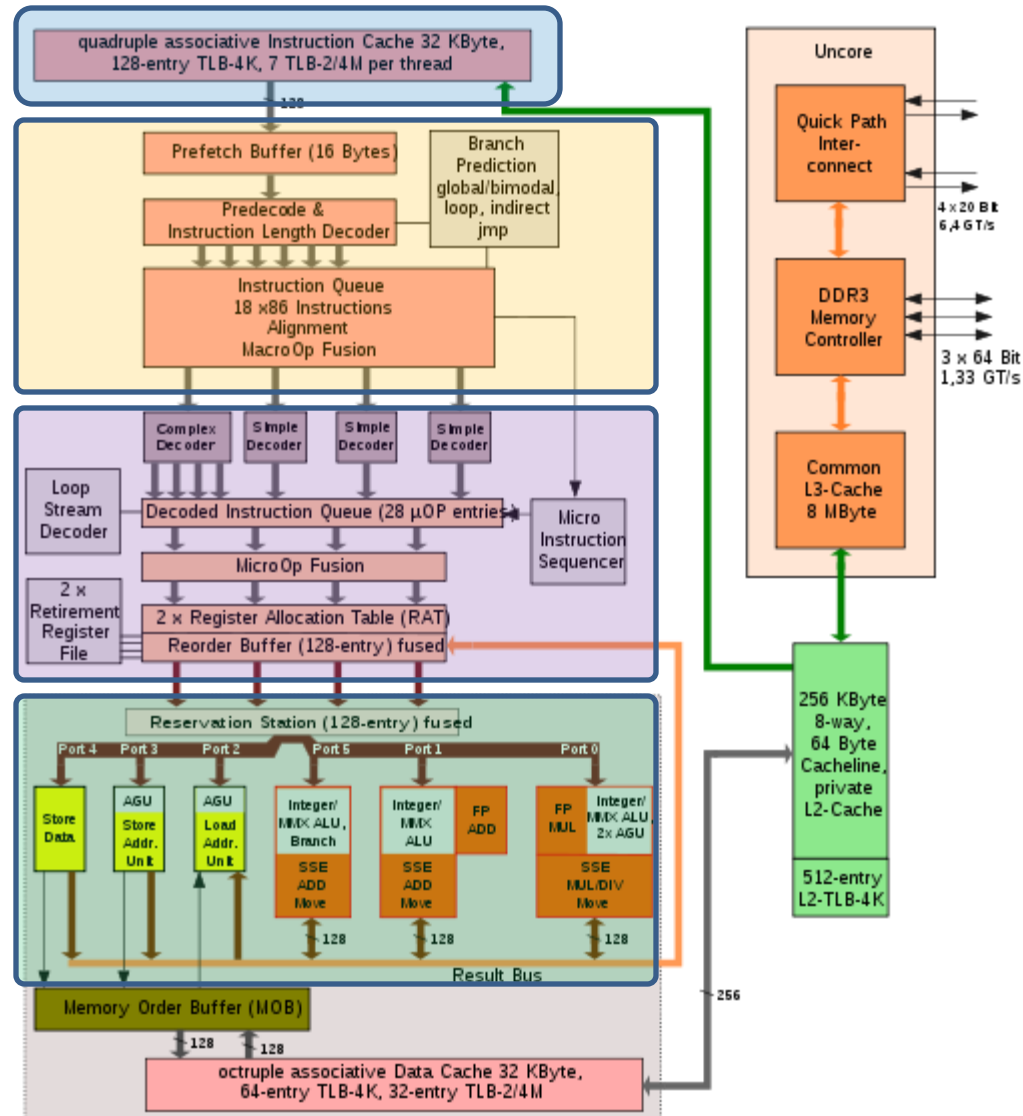 quadruple associative Instruction Cache 32 KByte,
128-entry TLB-4K, 7 TLB-2/4M per thread
128
Prefetch Buffer (16 Bytes)
Branch
Prediction
global/bimodal,
loop, indirect
jmp
Predecode &
Instruction Length Decoder
Instruction Queue
18 x86 Instructions
Alignment
MacroOp Fusion
Complex
Decoder
Simple
Decoder
Simple
Decoder
Simple
Decoder
Loop
Stream
Decoder
Decoded Instruction Queue (28 µOP entries)
Micro
Instruction
Sequencer
MicroOp Fusion
2 x
Retirement
Register
File
2 x Register Allocation Table (RAT)
Reorder Buffer (128-entry) fused
Reservation Station (128-entry) fused
Port 4
Port 3
Port 2
Port 5
Port 1
Port 0
Store
Data
AGU
Store
Addr.
Unit
AGU
Load
Addr.
Unit
Integer/
MMX ALU,
Branch
SSE
ADD
Move
Integer/
MMX
ALU
SSE
ADD
Move
FP
ADD
FP
MUL
Integer/
MMX ALU,
2x AGU
SSE
MUL/DIV
Move
128
128
128
Result Bus
Memory Order Buffer (MOB)
128
128
octruple associative Data Cache 32 KByte,
64-entry TLB-4K, 32-entry TLB-2/4M
Uncore
Quick Path
Inter-
connect
4 x 20 Bit
6,4 GT/s
DDR3
Memory
Controller
3 x 64 Bit
1,33 GT/s
Common
L3-Cache
8 MByte
256 KByte
8-way,
64 Byte
Cacheline,
private
L2-Cache
512-entry
L2-TLB-4K
256